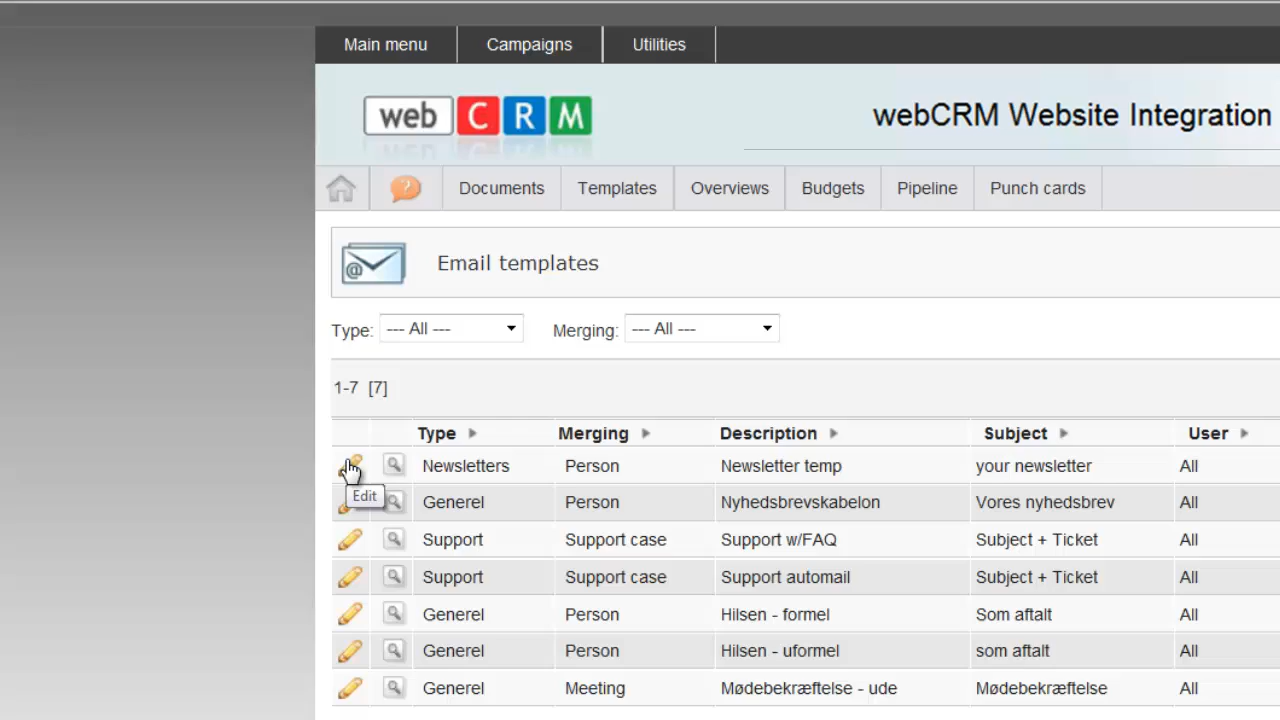 Main menu Campaigns Utilities
web C R M
webCRM Website Integration
? Documents Templates Overviews Budgets Pipeline Punch cards
@ Email templates
Type: --- All --- Merging: --- All ---
1-7 [7]
Type Merging Description Subject User
Newsletters Person Newsletter temp your newsletter All
Edit
Generel Person Nyhedsbrevskabelon Vores nyhedsbrev All
Support Support case Support w/FAQ Subject + Ticket All
Support Support case Support automail Subject + Ticket All
Generel Person Hilsen - formel Som aftalt All
Generel Person Hilsen - uformel som aftalt All
Generel Meeting Mødebekræftelse - ude Mødebekræftelse All